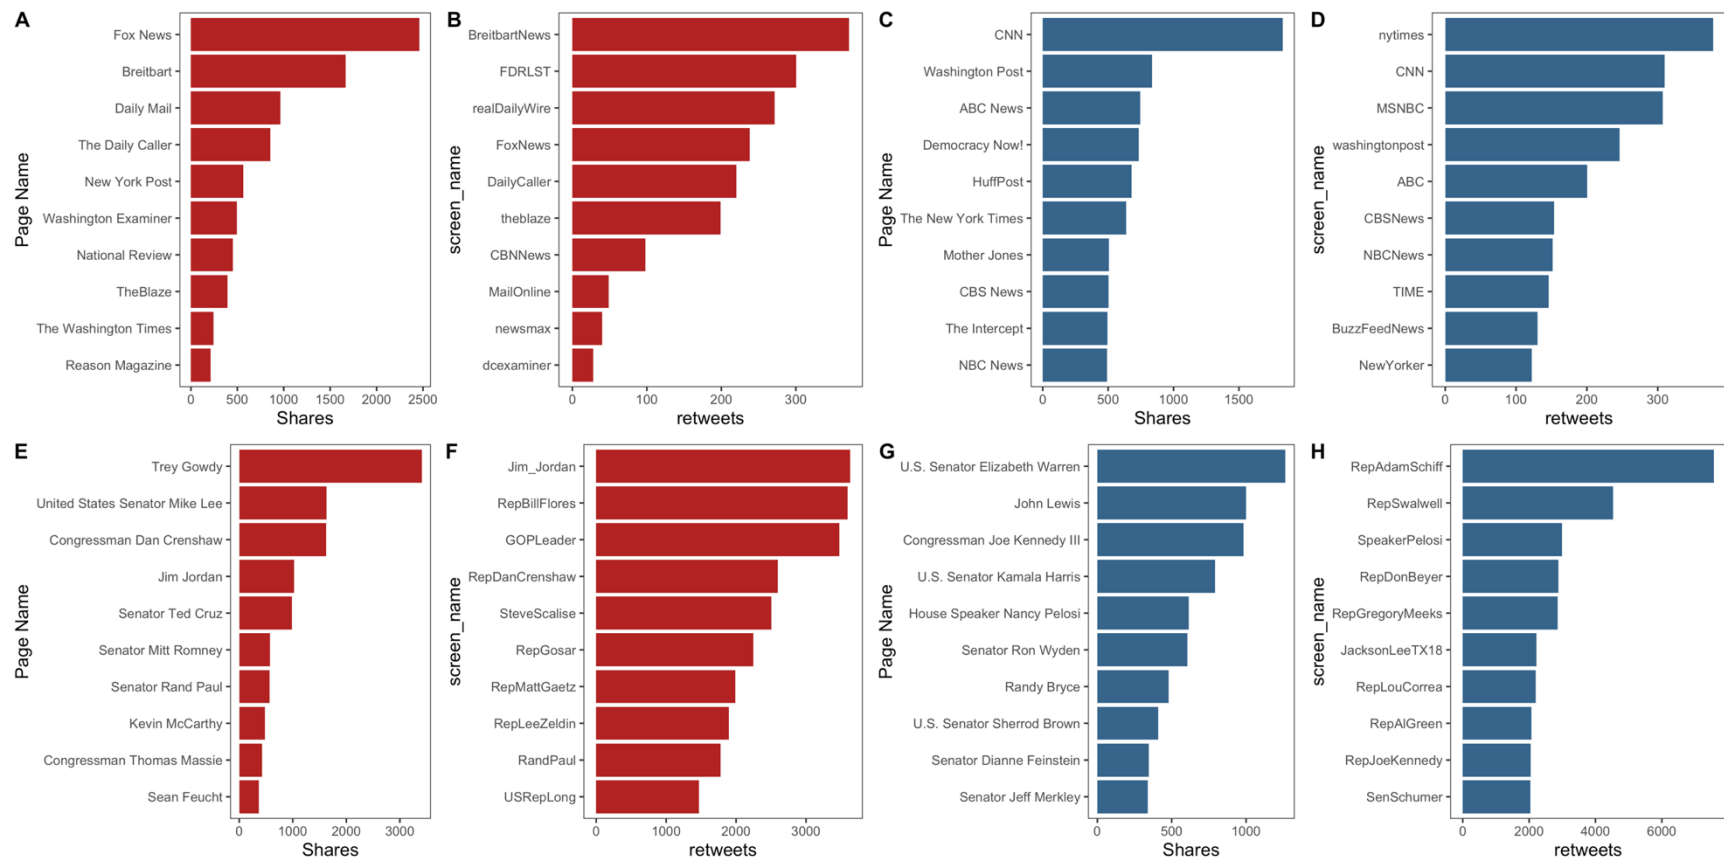 A
Fox News
Breitbart
Daily Mail
The Daily Caller
New York Post
Washington Examiner
National Review
TheBlaze
The Washington Times
Reason Magazine
Page Name
0 500 1000 1500 2000 2500
Shares
B
BreitbartNews
FDRLST
realDailyWire
FoxNews
DailyCaller
theblaze
CBNNews
MailOnline
newsmax
dcexaminer
screen_name
0 100 200 300
retweets
C
CNN
Washington Post
ABC News
Democracy Now!
HuffPost
The New York Times
Mother Jones
CBS News
The Intercept
NBC News
Page Name
0 500 1000 1500
Shares
D
nytimes
CNN
MSNBC
washingtonpost
ABC
CBSNews
NBCNews
TIME
BuzzFeedNews
NewYorker
screen_name
0 100 200 300
retweets
E
Trey Gowdy
United States Senator Mike Lee
Congressman Dan Crenshaw
Jim Jordan
Senator Ted Cruz
Senator Mitt Romney
Senator Rand Paul
Kevin McCarthy
Congressman Thomas Massie
Sean Feucht
Page Name
0 1000 2000 3000
Shares
F
Jim_Jordan
RepBillFlores
GOPLeader
RepDanCrenshaw
SteveScalise
RepGosar
RepMattGaetz
RepLeeZeldin
RandPaul
USRepLong
screen_name
0 1000 2000 3000
retweets
G
U.S. Senator Elizabeth Warren
John Lewis
Congressman Joe Kennedy III
U.S. Senator Kamala Harris
House Speaker Nancy Pelosi
Senator Ron Wyden
Randy Bryce
U.S. Senator Sherrod Brown
Senator Dianne Feinstein
Senator Jeff Merkley
Page Name
0 500 1000
Shares
H
RepAdamSchiff
RepSwalwell
SpeakerPelosi
RepDonBeyer
RepGregoryMeeks
JacksonLeeTX18
RepLouCorrea
RepAlGreen
RepJoeKennedy
SenSchumer
screen_name
0 2000 4000 6000
retweets